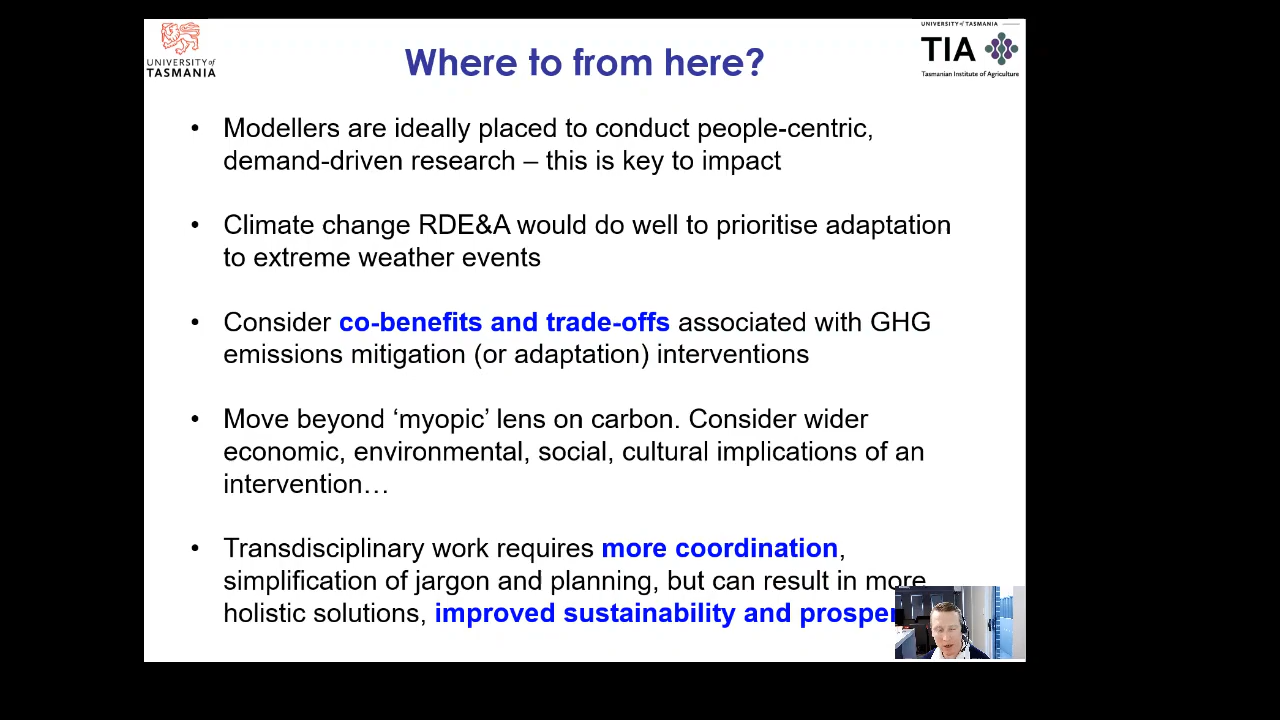 UNIVERSITY of
TASMANIA
Where to from here?
UNIVERSITY of TASMANIA
TIA
Tasmanian Institute of Agriculture
• Modellers are ideally placed to conduct people-centric,
demand-driven research – this is key to impact
• Climate change RDE&A would do well to prioritise adaptation
to extreme weather events
• Consider co-benefits and trade-offs associated with GHG
emissions mitigation (or adaptation) interventions
• Move beyond ‘myopic’ lens on carbon. Consider wider
economic, environmental, social, cultural implications of an
intervention…
• Transdisciplinary work requires more coordination,
simplification of jargon and planning, but can result in more
holistic solutions, improved sustainability and